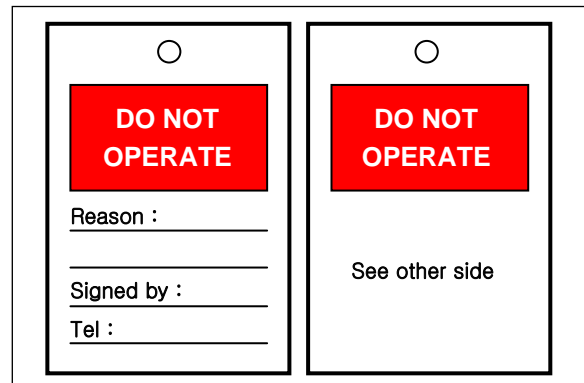 DO NOT
OPERATE
Reason :
Signed by :
Tel :
DO NOT
OPERATE
See other side